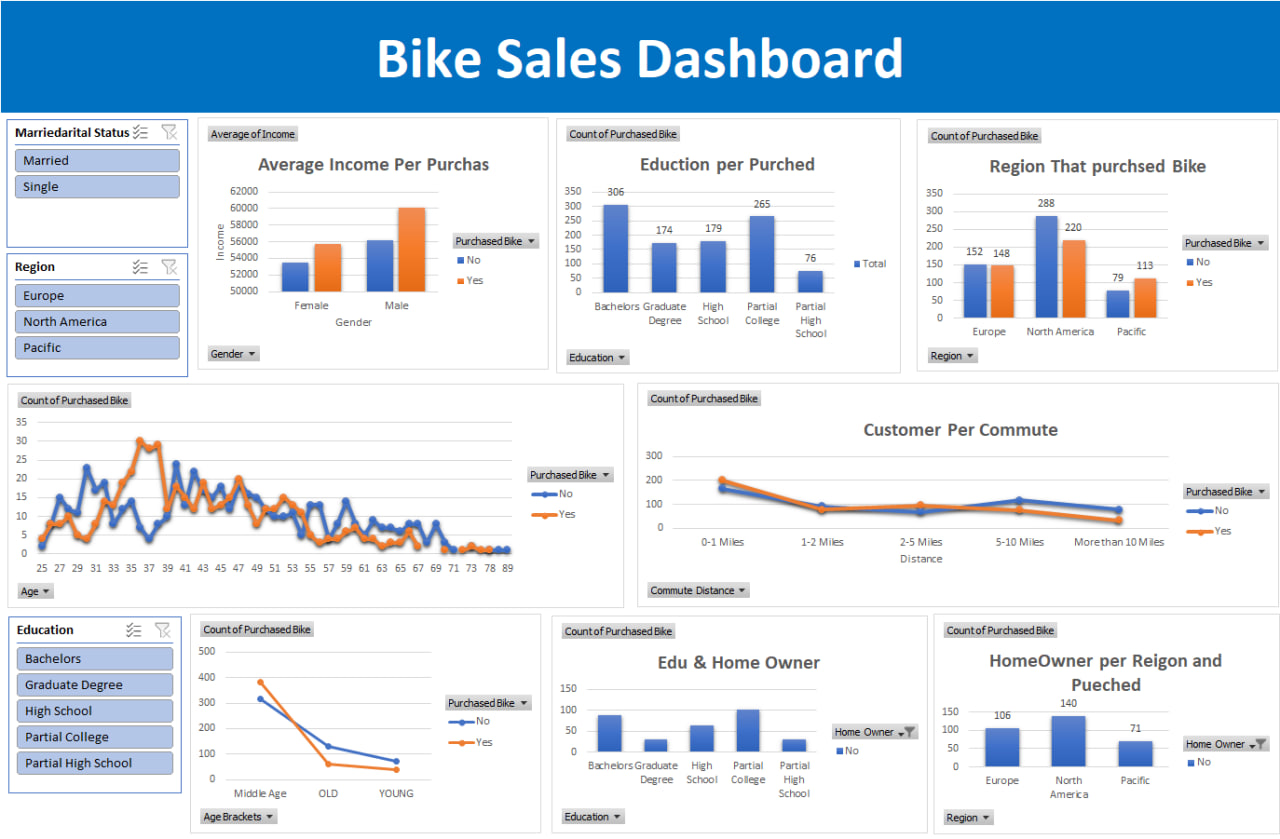 Bike Sales Dashboard
Marriedarital Status
Married
Single
Region
Europe
North America
Pacific
Average of Income
Average Income Per Purchas
62000
60000
58000
56000
54000
52000
50000
Income
Female
Male
Gender
Purchased Bike
No
Yes
Gender
Count of Purchased Bike
Eduction per Purched
350
300
250
200
150
100
50
0
306
174
179
265
76
Bachelors
Graduate Degree
High School
Partial College
Partial High School
Total
Education
Count of Purchased Bike
Region That purchsed Bike
350
300
250
200
150
100
50
0
152
148
288
220
79
113
Europe
North America
Pacific
Purchased Bike
No
Yes
Region
Count of Purchased Bike
35
30
25
20
15
10
5
0
25 27 29 31 33 35 37 39 41 43 45 47 49 51 53 55 57 59 61 63 65 67 69 71 73 78 89
Purchased Bike
No
Yes
Age
Count of Purchased Bike
Customer Per Commute
300
200
100
0
0-1 Miles
1-2 Miles
2-5 Miles
5-10 Miles
More than 10 Miles
Distance
Purchased Bike
No
Yes
Commute Distance
Education
Bachelors
Graduate Degree
High School
Partial College
Partial High School
Count of Purchased Bike
500
400
300
200
100
0
Middle Age
OLD
YOUNG
Purchased Bike
No
Yes
Age Brackets
Count of Purchased Bike
Edu & Home Owner
150
100
50
0
Bachelors
Graduate Degree
High School
Partial College
Partial High School
Home Owner
No
Education
Count of Purchased Bike
HomeOwner per Reigon and
Pueched
150
100
50
0
106
140
71
Europe
North America
Pacific
Home Owner
No
Region